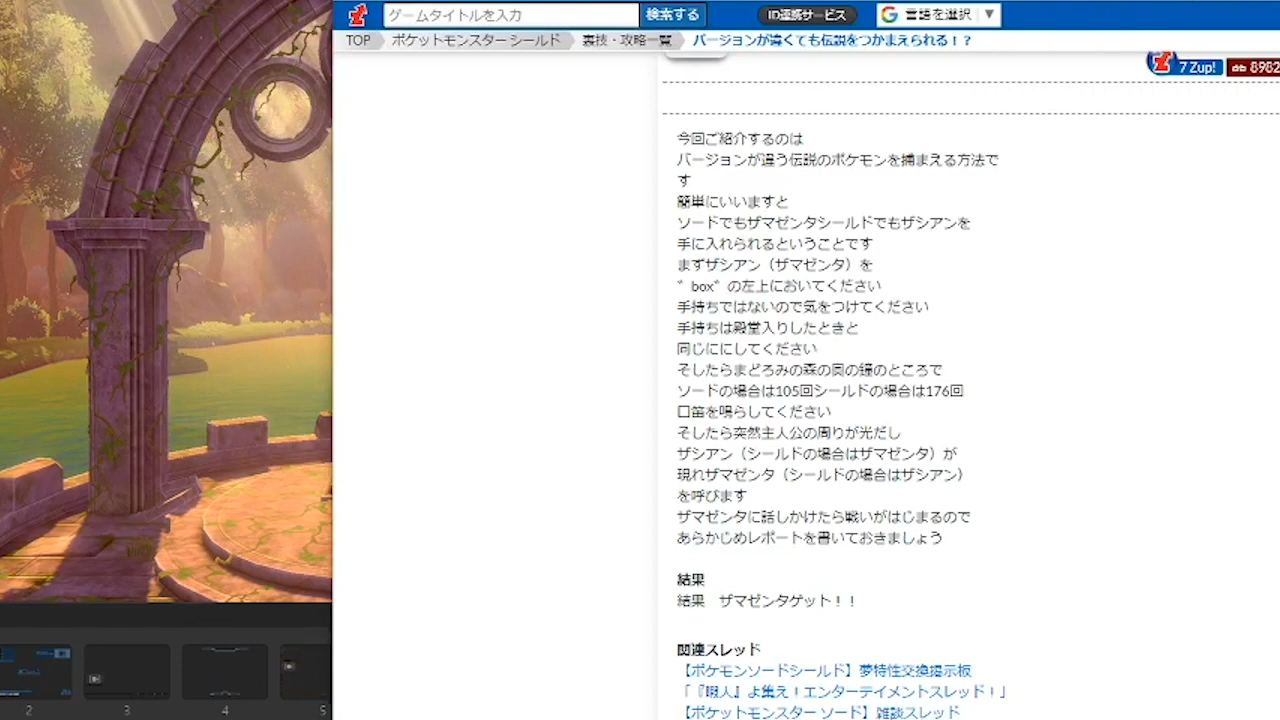 ゲームタイトルを入力
検索する
ID連携サービス
G 言語を選択 ▼
TOP
ポケットモンスター シールド
裏技・攻略一覧
バージョンが違くても伝説をつかまえられる！？
7 Zup!
8982
今回ご紹介するのは
バージョンが違う伝説のポケモンを捕まえる方法で
す
簡単にいいますと
ソードでもザマゼンタシールドでもザシアンを
手に入れられるということです
まずザシアン（ザマゼンタ）を
〝box〞の左上においてください
手持ちではないので気をつけてください
手持ちは殿堂入りしたときと
同じににしてください
そしたらまどろみの森の奥の鐘のところで
ソードの場合は105回シールドの場合は176回
口笛を鳴らしてください
そしたら突然主人公の周りが光だし
ザシアン（シールドの場合はザマゼンタ）が
現れザマゼンタ（シールドの場合はザシアン）
を呼びます
ザマゼンタに話しかけたら戦いがはじまるので
あらかじめレポートを書いておきましょう
結果
結果　ザマゼンタゲット！！
関連スレッド
【ポケモンソードシールド】夢特性交換掲示板
「『暇人』よ集え！エンターテイメントスレッド！」
【ポケットモンスター ソード】雑談スレッド
2
3
4
5